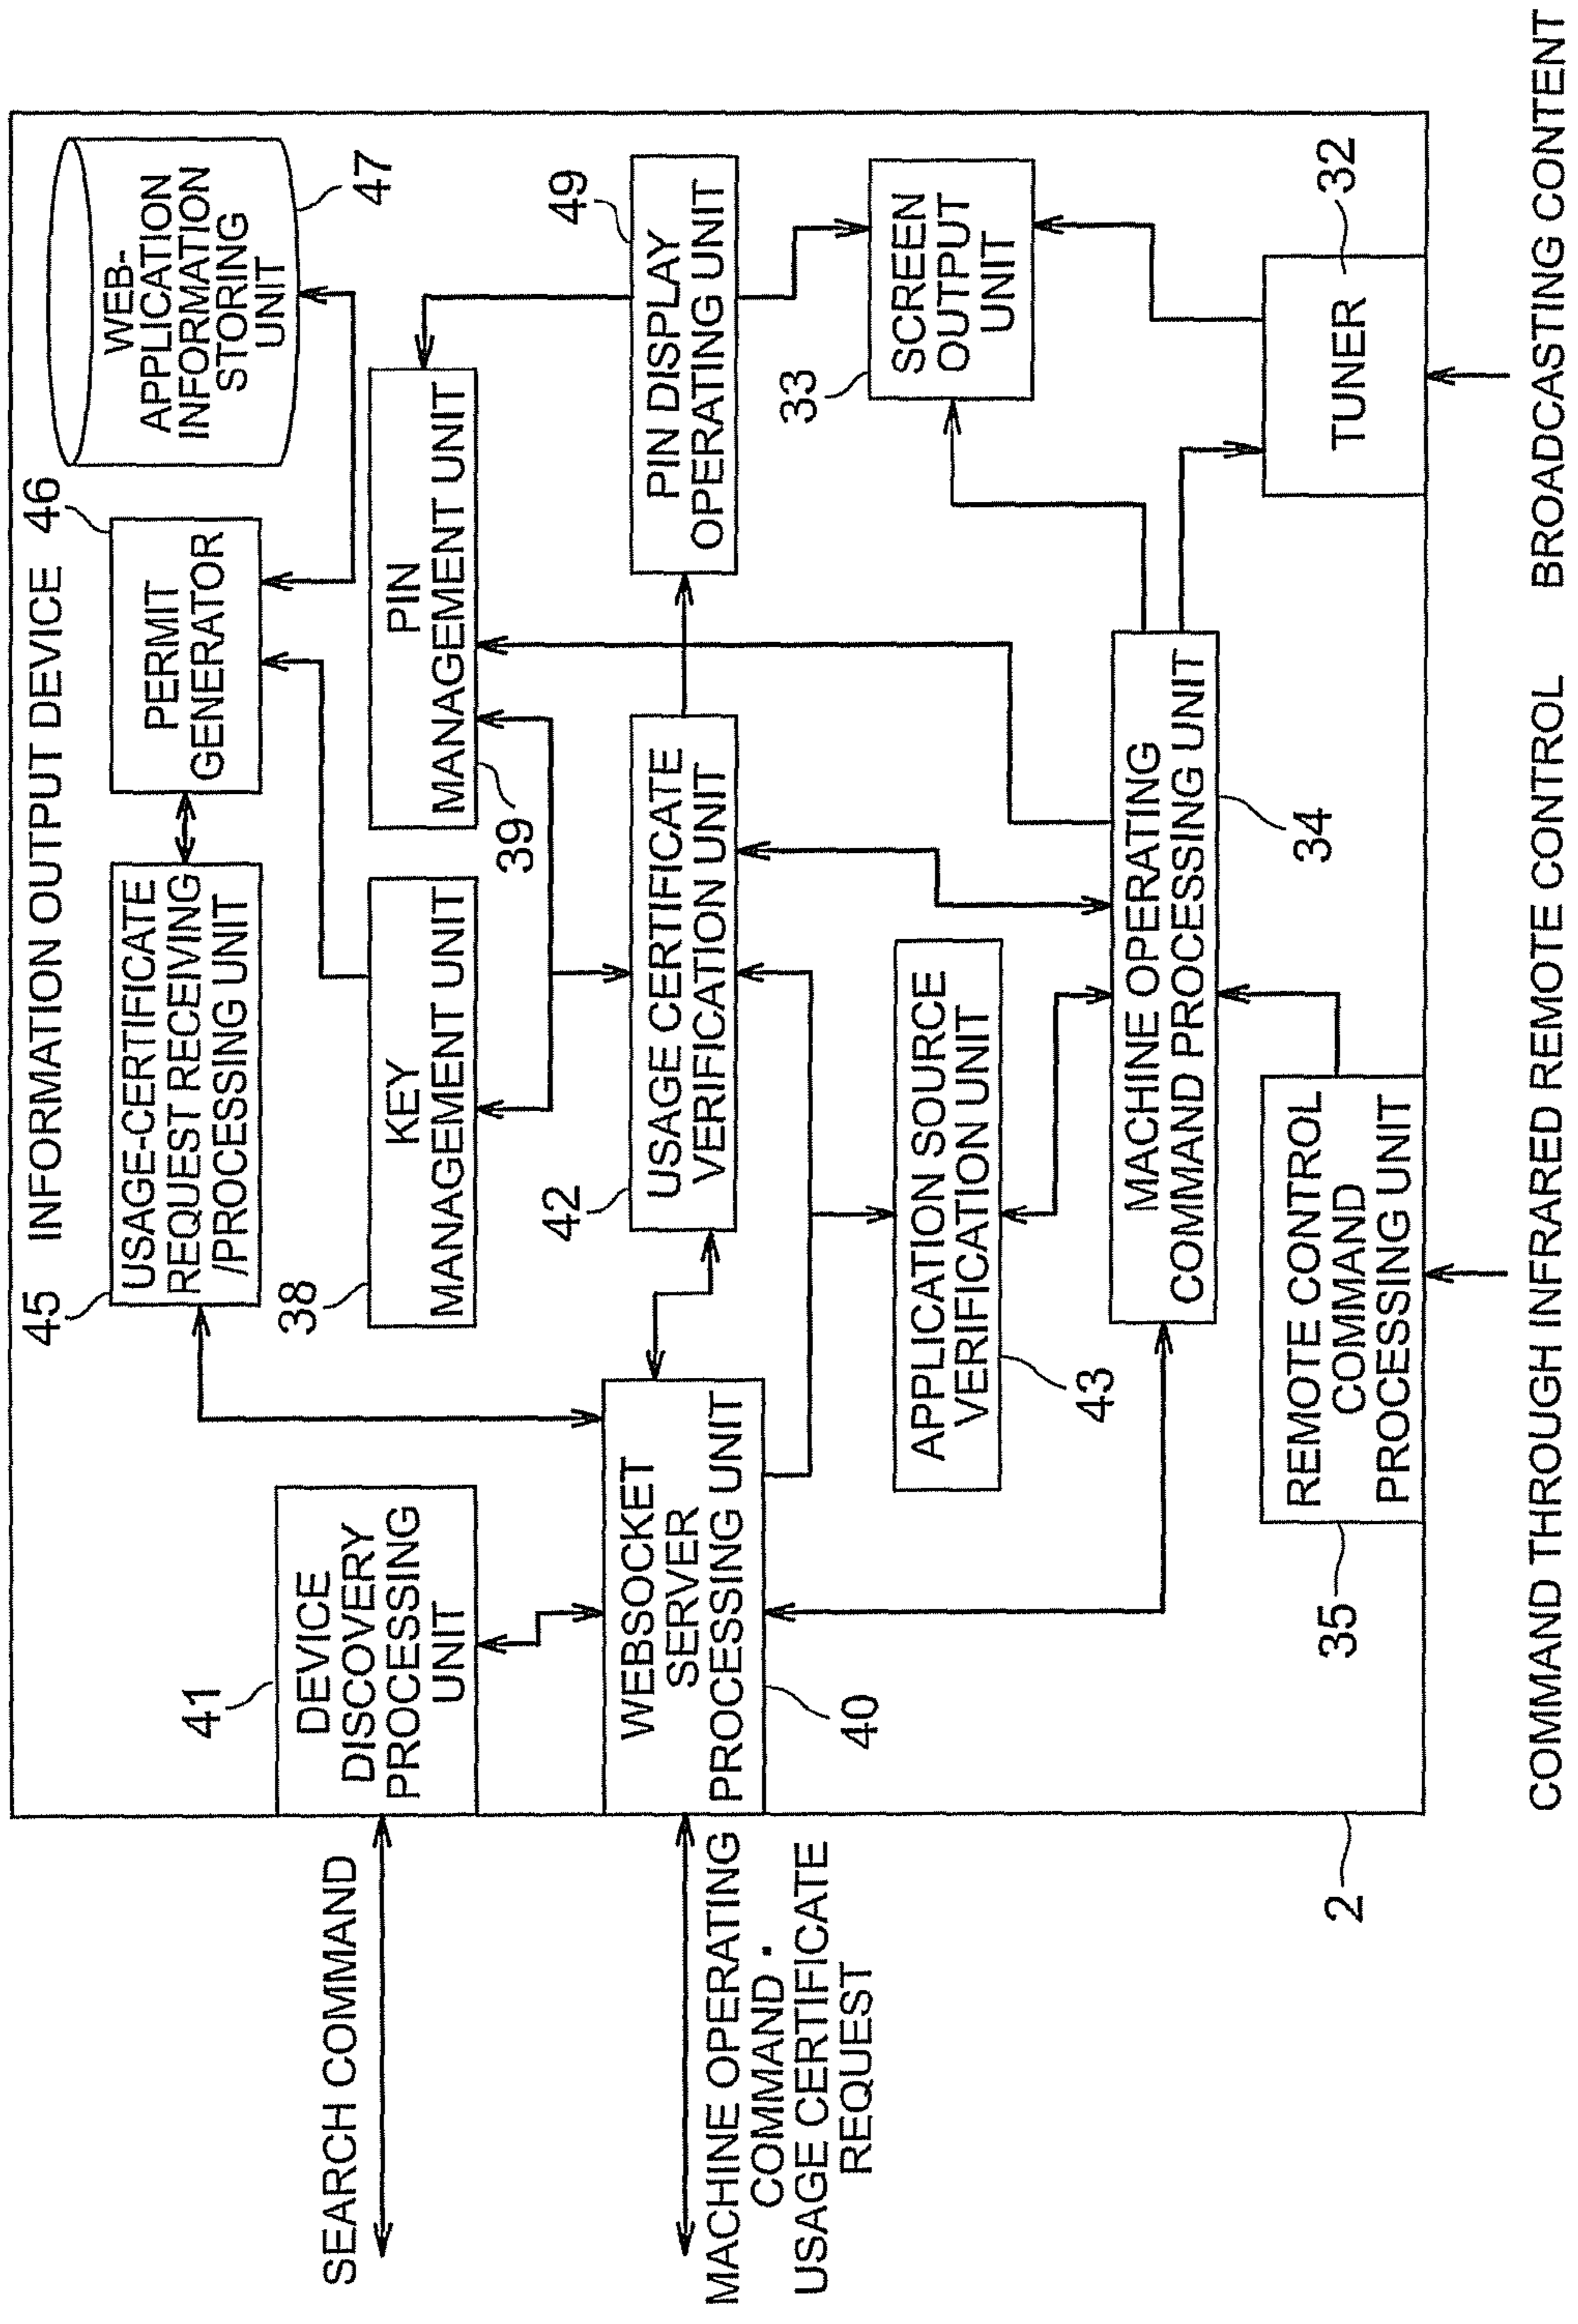 45
INFORMATION OUTPUT DEVICE
46
USAGE-CERTIFICATE
REQUEST RECEIVING
/PROCESSING UNIT
PERMIT
GENERATOR
WEB-
APPLICATION
INFORMATION
STORING
UNIT
47
41
DEVICE
DISCOVERY
PROCESSING
UNIT
38
KEY
MANAGEMENT UNIT
PIN
MANAGEMENT UNIT
39
SEARCH COMMAND
42
USAGE CERTIFICATE
VERIFICATION UNIT
49
PIN DISPLAY
OPERATING UNIT
WEBSOCKET
SERVER
PROCESSING UNIT
40
MACHINE OPERATING
COMMAND ·
USAGE CERTIFICATE
REQUEST
33
SCREEN
OUTPUT
UNIT
APPLICATION SOURCE
VERIFICATION UNIT
43
MACHINE OPERATING
COMMAND PROCESSING UNIT
34
35
REMOTE CONTROL
COMMAND
PROCESSING UNIT
TUNER
32
2
COMMAND THROUGH INFRARED REMOTE CONTROL
BROADCASTING CONTENT